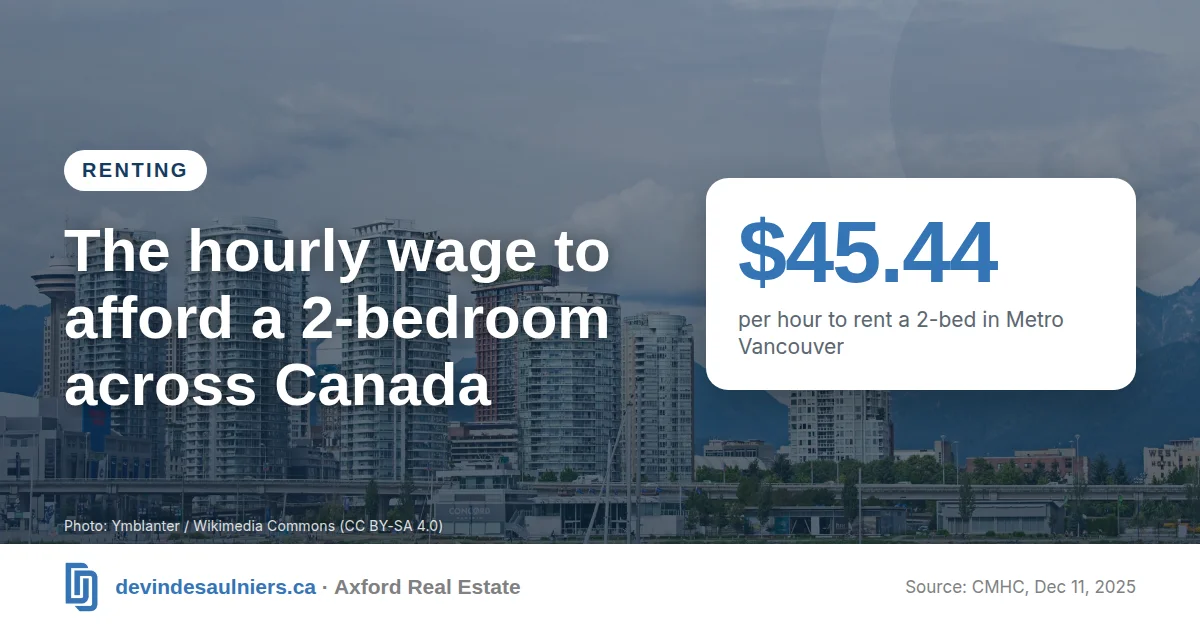 RENTING
The hourly wage to
afford a 2-bedroom
across Canada
$45.44
per hour to rent a 2-bed in Metro
Vancouver
CONCORD
Photo: Ymblanter / Wikimedia Commons (CC BY-SA 4.0)
devindesaulniers.ca · Axford Real Estate
Source: CMHC, Dec 11, 2025